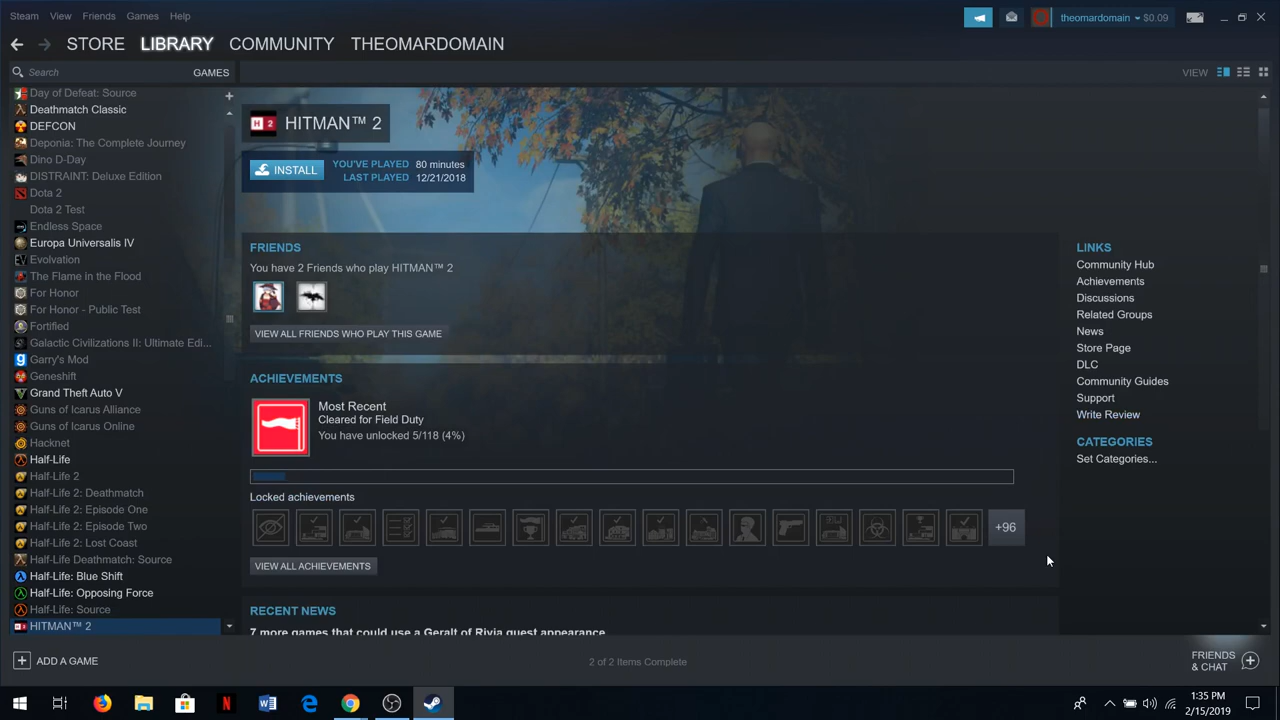 Steam View Friends Games Help
theomardomain $0.09
STORE LIBRARY COMMUNITY THEOMARDOMAIN
Search GAMES
VIEW
Day of Defeat: Source
Deathmatch Classic
DEFCON
Deponia: The Complete Journey
Dino D-Day
DISTRAINT: Deluxe Edition
Dota 2
Dota 2 Test
Endless Space
Europa Universalis IV
Evolvation
The Flame in the Flood
For Honor
For Honor - Public Test
Fortified
Galactic Civilizations II: Ultimate Edi...
Garry's Mod
Geneshift
Grand Theft Auto V
Guns of Icarus Alliance
Guns of Icarus Online
Hacknet
Half-Life
Half-Life 2
Half-Life 2: Deathmatch
Half-Life 2: Episode One
Half-Life 2: Episode Two
Half-Life 2: Lost Coast
Half-Life Deathmatch: Source
Half-Life: Blue Shift
Half-Life: Opposing Force
Half-Life: Source
H2 HITMAN™ 2
H 2 HITMAN™ 2
INSTALL
YOU'VE PLAYED 80 minutes
LAST PLAYED 12/21/2018
FRIENDS
You have 2 Friends who play HITMAN™ 2
VIEW ALL FRIENDS WHO PLAY THIS GAME
ACHIEVEMENTS
Most Recent
Cleared for Field Duty
You have unlocked 5/118 (4%)
Locked achievements
+96
VIEW ALL ACHIEVEMENTS
RECENT NEWS
7 more games that could use a Geralt of Rivia guest appearance
LINKS
Community Hub
Achievements
Discussions
Related Groups
News
Store Page
DLC
Community Guides
Support
Write Review
CATEGORIES
Set Categories...
ADD A GAME
2 of 2 Items Complete
FRIENDS
& CHAT
1:35 PM
2/15/2019